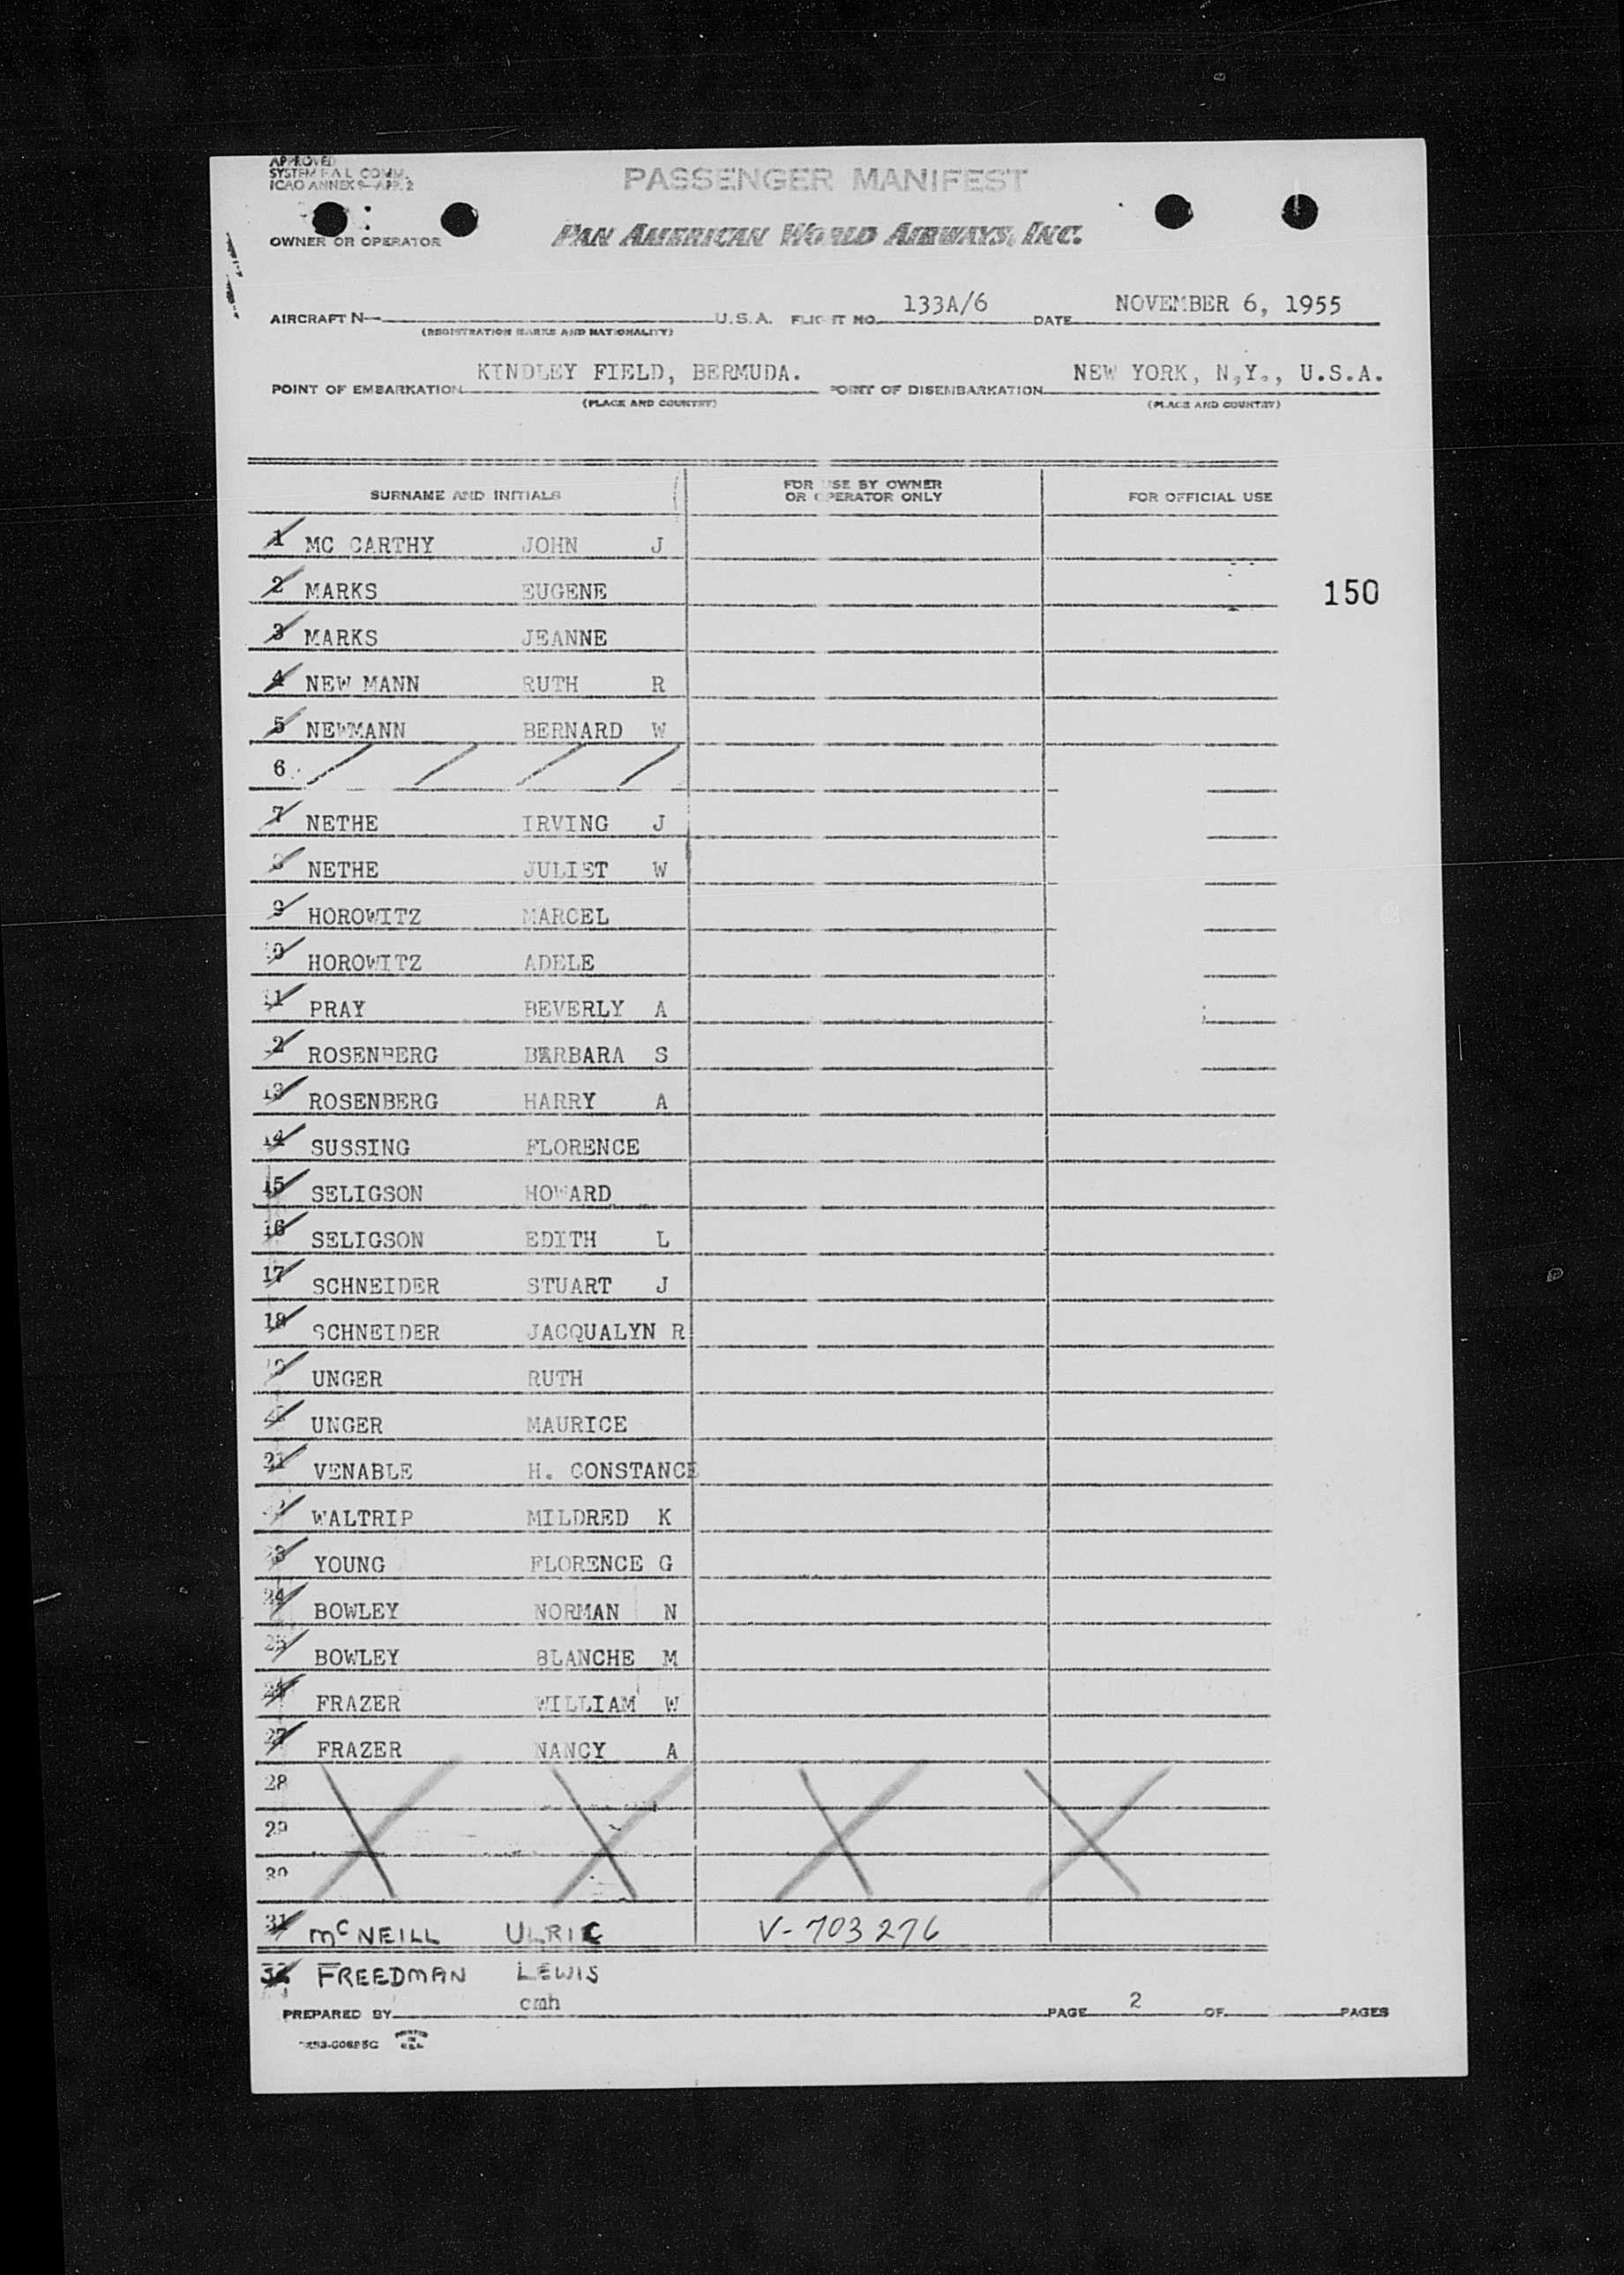 APPROVED
SYSTEM F.A.L. COMM.
ICAO ANNEX 9—APP. 2
PASSENGER MANIFEST
OWNER OR OPERATOR
PAN AMERICAN WORLD AIRWAYS, INC.
AIRCRAFT N— U.S.A. FLIGHT NO. 133A/6 DATE NOVEMBER 6, 1955
(REGISTRATION MARKS AND NATIONALITY)
POINT OF EMBARKATION KINDLEY FIELD, BERMUDA. POINT OF DISEMBARKATION NEW YORK, N,Y., U.S.A.
(PLACE AND COUNTRY) (PLACE AND COUNTRY)
SURNAME AND INITIALS FOR USE BY OWNER OR OPERATOR ONLY FOR OFFICIAL USE
1 MC CARTHY JOHN J
2 MARKS EUGENE 150
3 MARKS JEANNE
4 NEW MANN RUTH R
5 NEWMANN BERNARD W
6
7 NETHE IRVING J
8 NETHE JULIET W
9 HOROWITZ MARCEL
10 HOROWITZ ADELE
11 PRAY BEVERLY A
12 ROSENBERG BARBARA S
13 ROSENBERG HARRY A
14 SUSSING FLORENCE
15 SELIGSON HOWARD
16 SELIGSON EDITH L
17 SCHNEIDER STUART J
18 SCHNEIDER JACQUALYN R
19 UNGER RUTH
20 UNGER MAURICE
21 VENABLE H. CONSTANCE
22 WALTRIP MILDRED K
23 YOUNG FLORENCE G
24 BOWLEY NORMAN N
25 BOWLEY BLANCHE M
26 FRAZER WILLIAM W
27 FRAZER NANCY A
28
29
30
31 McNEILL ULRIC V-703276
32 FREEDMAN LEWIS
PREPARED BY cmh PAGE 2 OF PAGES
PRINTED IN U.S.A.